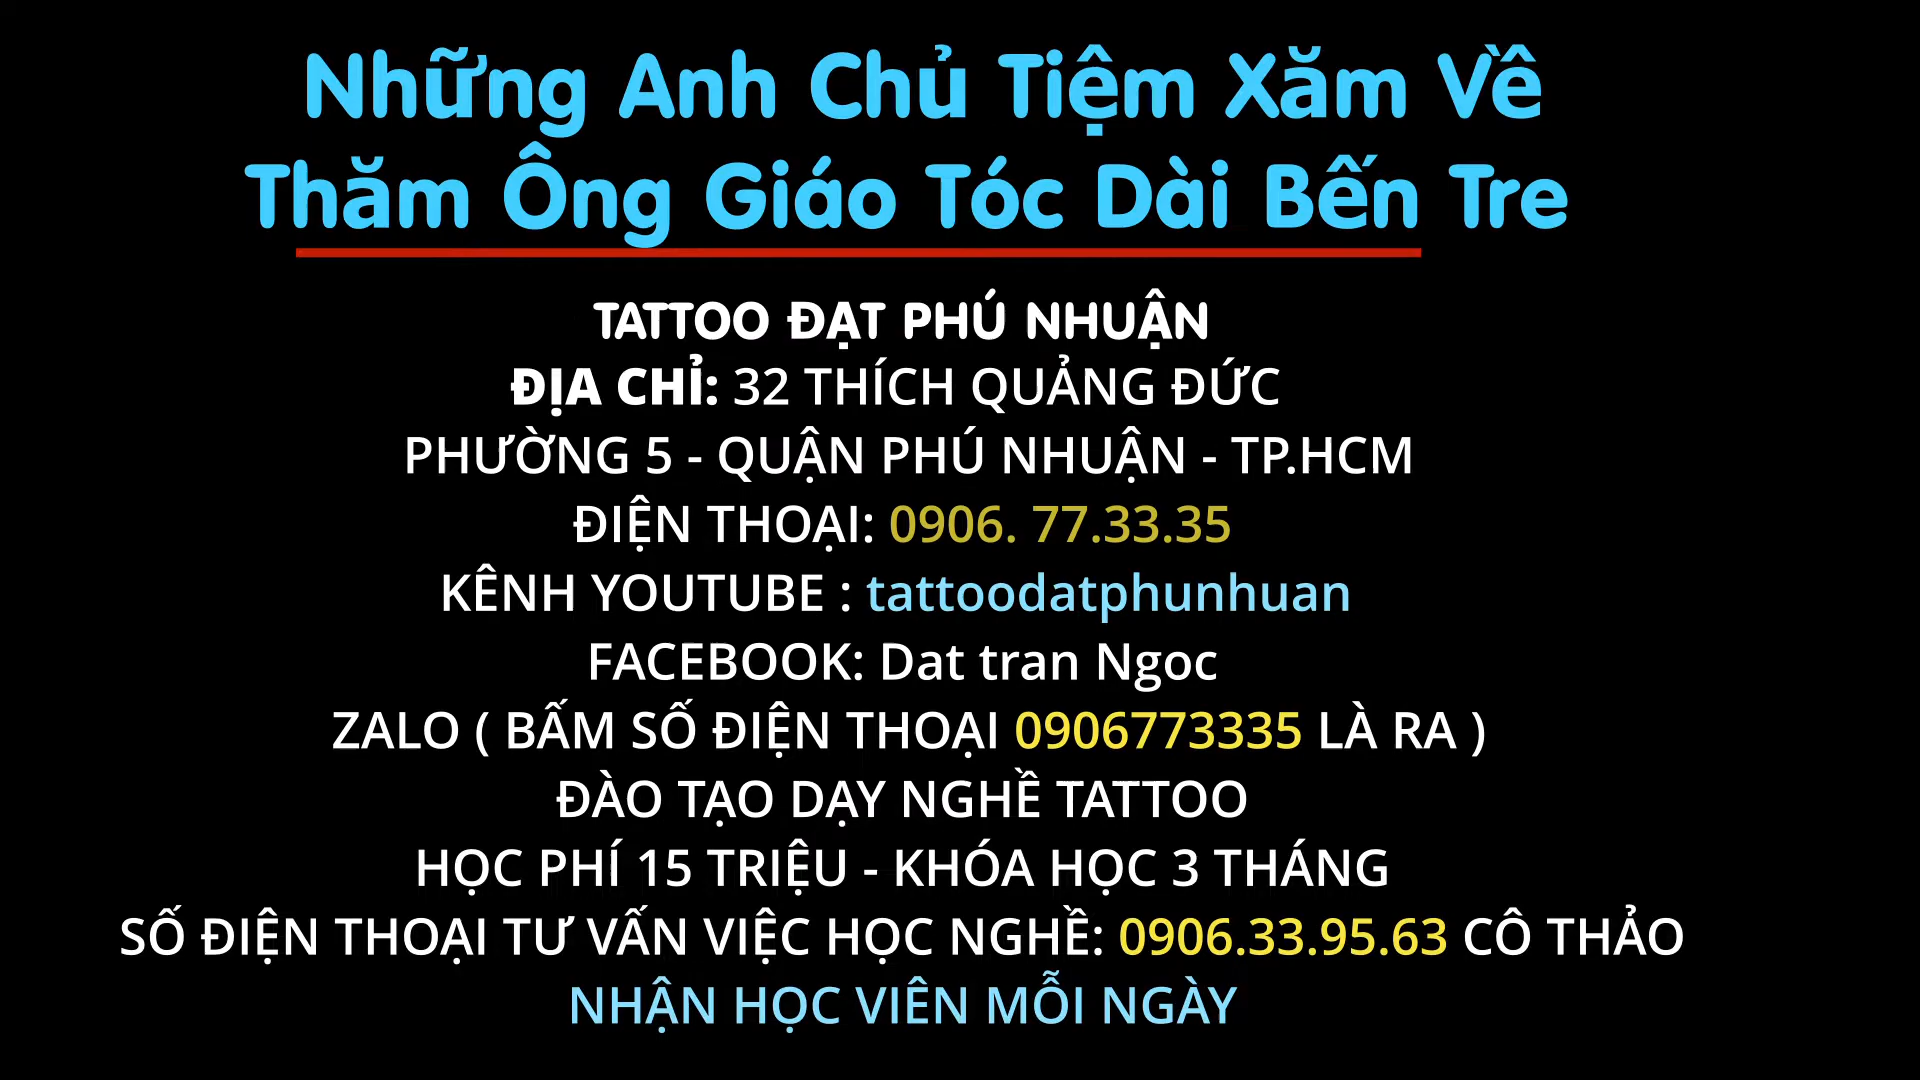 Những Anh Chủ Tiệm Xăm Về
Thăm Ông Giáo Tóc Dài Bến Tre
TATTOO ĐẠT PHÚ NHUẬN
ĐỊA CHỈ: 32 THÍCH QUẢNG ĐỨC
PHƯỜNG 5 - QUẬN PHÚ NHUẬN - TP.HCM
ĐIỆN THOẠI: 0906. 77.33.35
KÊNH YOUTUBE : tattoodatphunhuan
FACEBOOK: Dat tran Ngoc
ZALO ( BẤM SỐ ĐIỆN THOẠI 0906773335 LÀ RA )
ĐÀO TẠO DẠY NGHỀ TATTOO
HỌC PHÍ 15 TRIỆU - KHÓA HỌC 3 THÁNG
SỐ ĐIỆN THOẠI TƯ VẤN VIỆC HỌC NGHỀ: 0906.33.95.63 CÔ THẢO
NHẬN HỌC VIÊN MỖI NGÀY